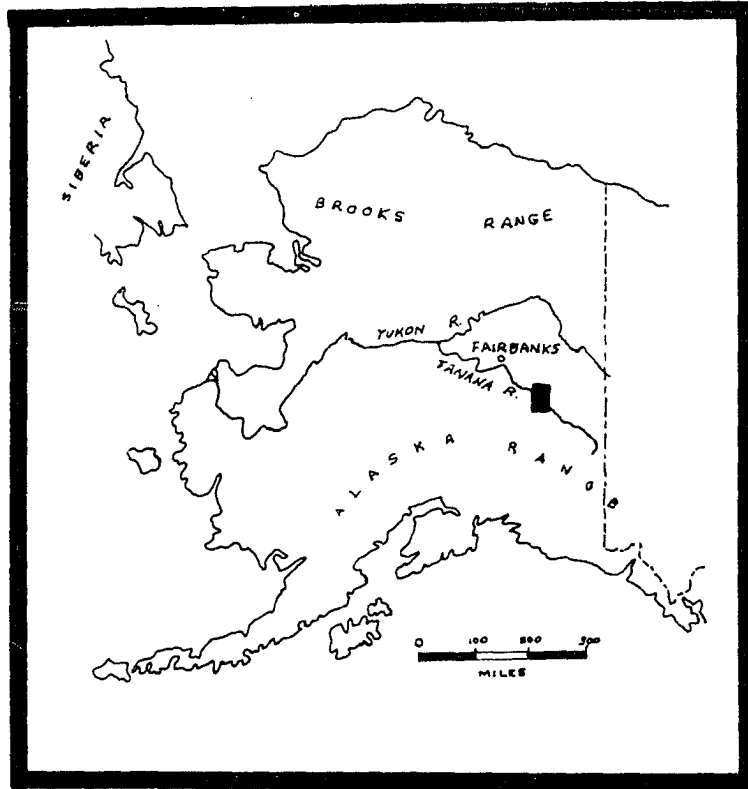 SIBERIA
BROOKS RANGE
YUKON R.
FAIRBANKS
TANANA R.
ALASKA RANGE
0 100 200 300
MILES